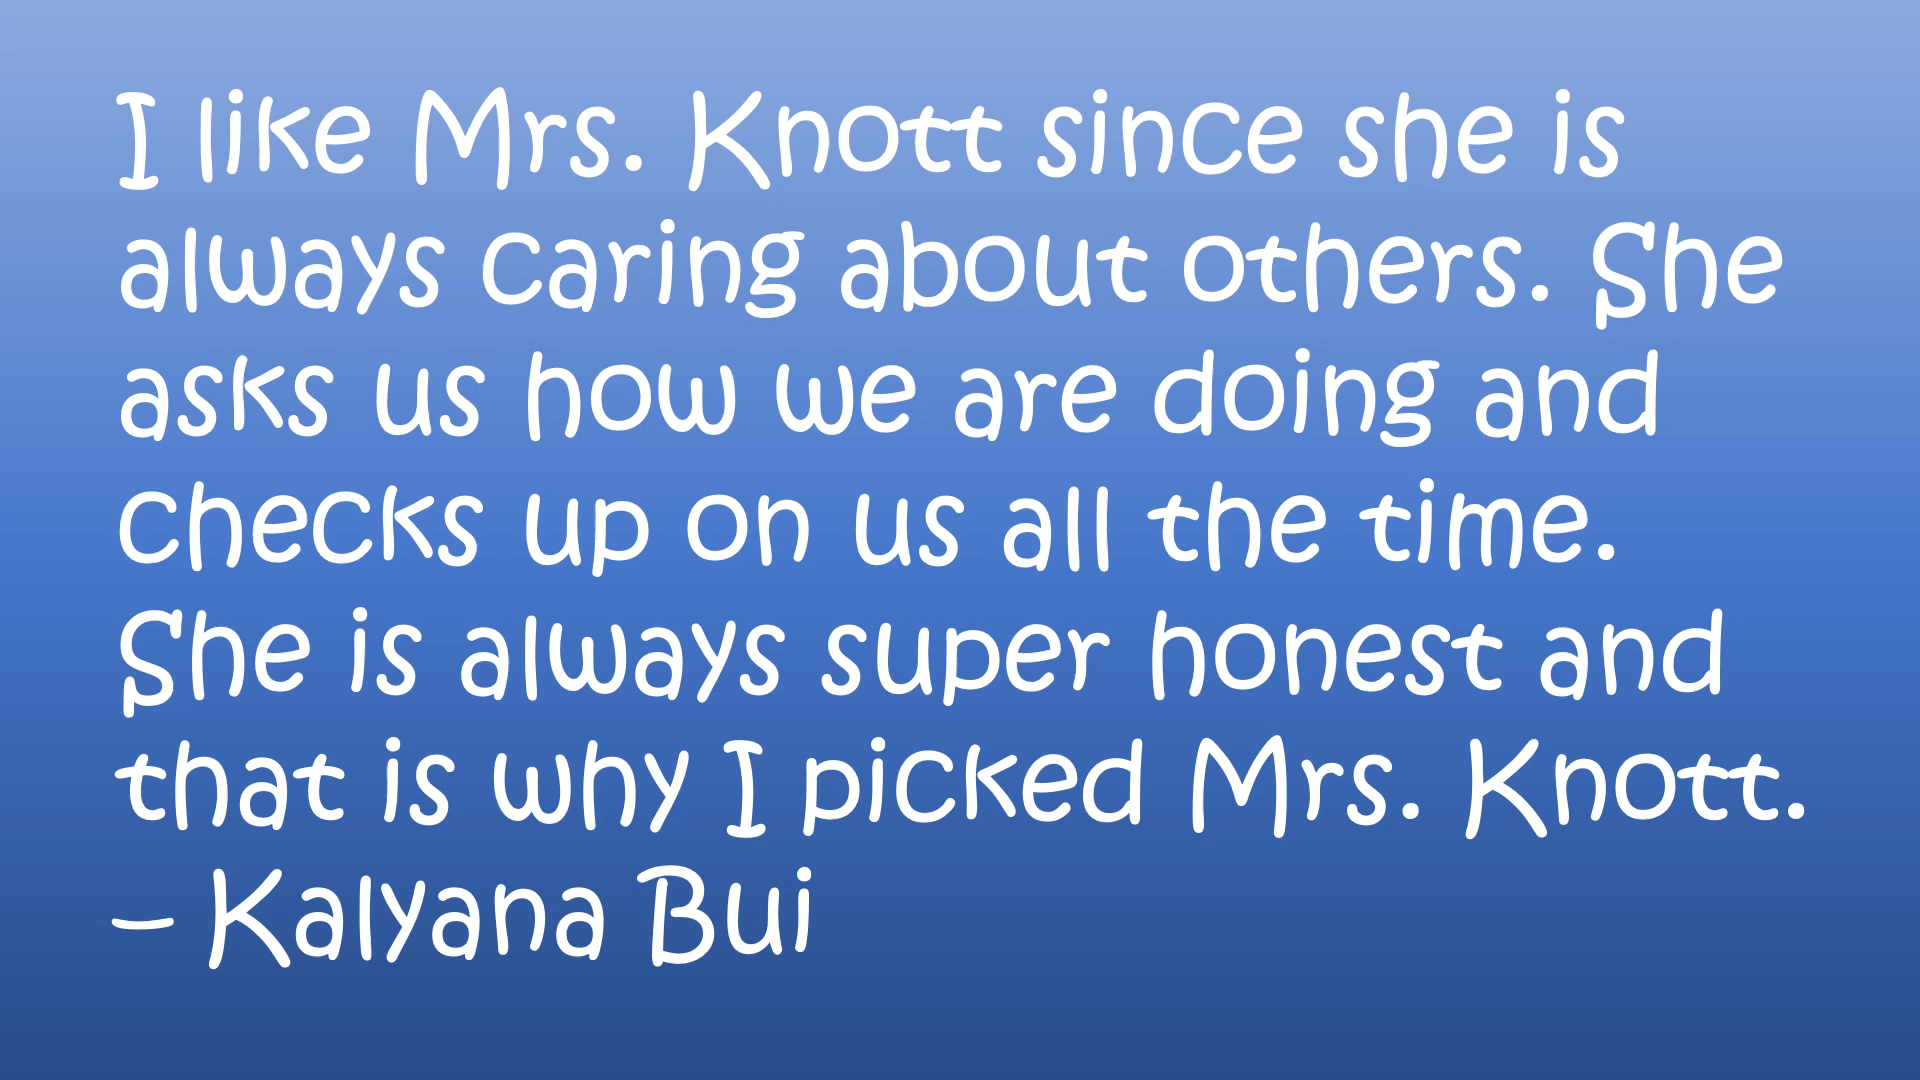 I like Mrs. Knott since she is
always caring about others. She
asks us how we are doing and
checks up on us all the time.
She is always super honest and
that is why I picked Mrs. Knott.
– Kalyana Bui